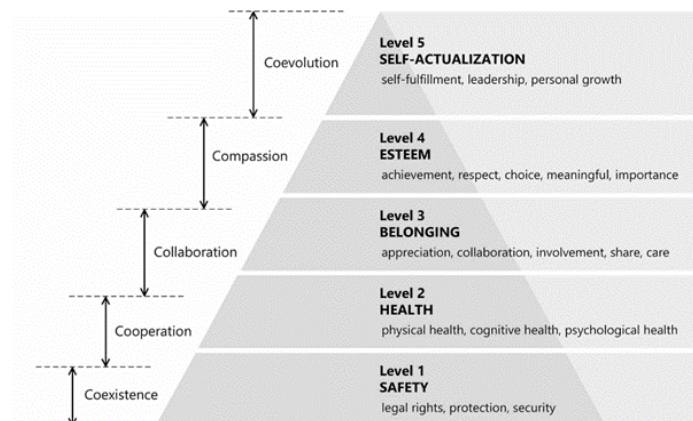 Coevolution
Level 5
SELF-ACTUALIZATION
self-fulfillment, leadership, personal growth
Compassion
Level 4
ESTEEM
achievement, respect, choice, meaningful, importance
Collaboration
Level 3
BELONGING
appreciation, collaboration, involvement, share, care
Cooperation
Level 2
HEALTH
physical health, cognitive health, psychological health
Coexistence
Level 1
SAFETY
legal rights, protection, security